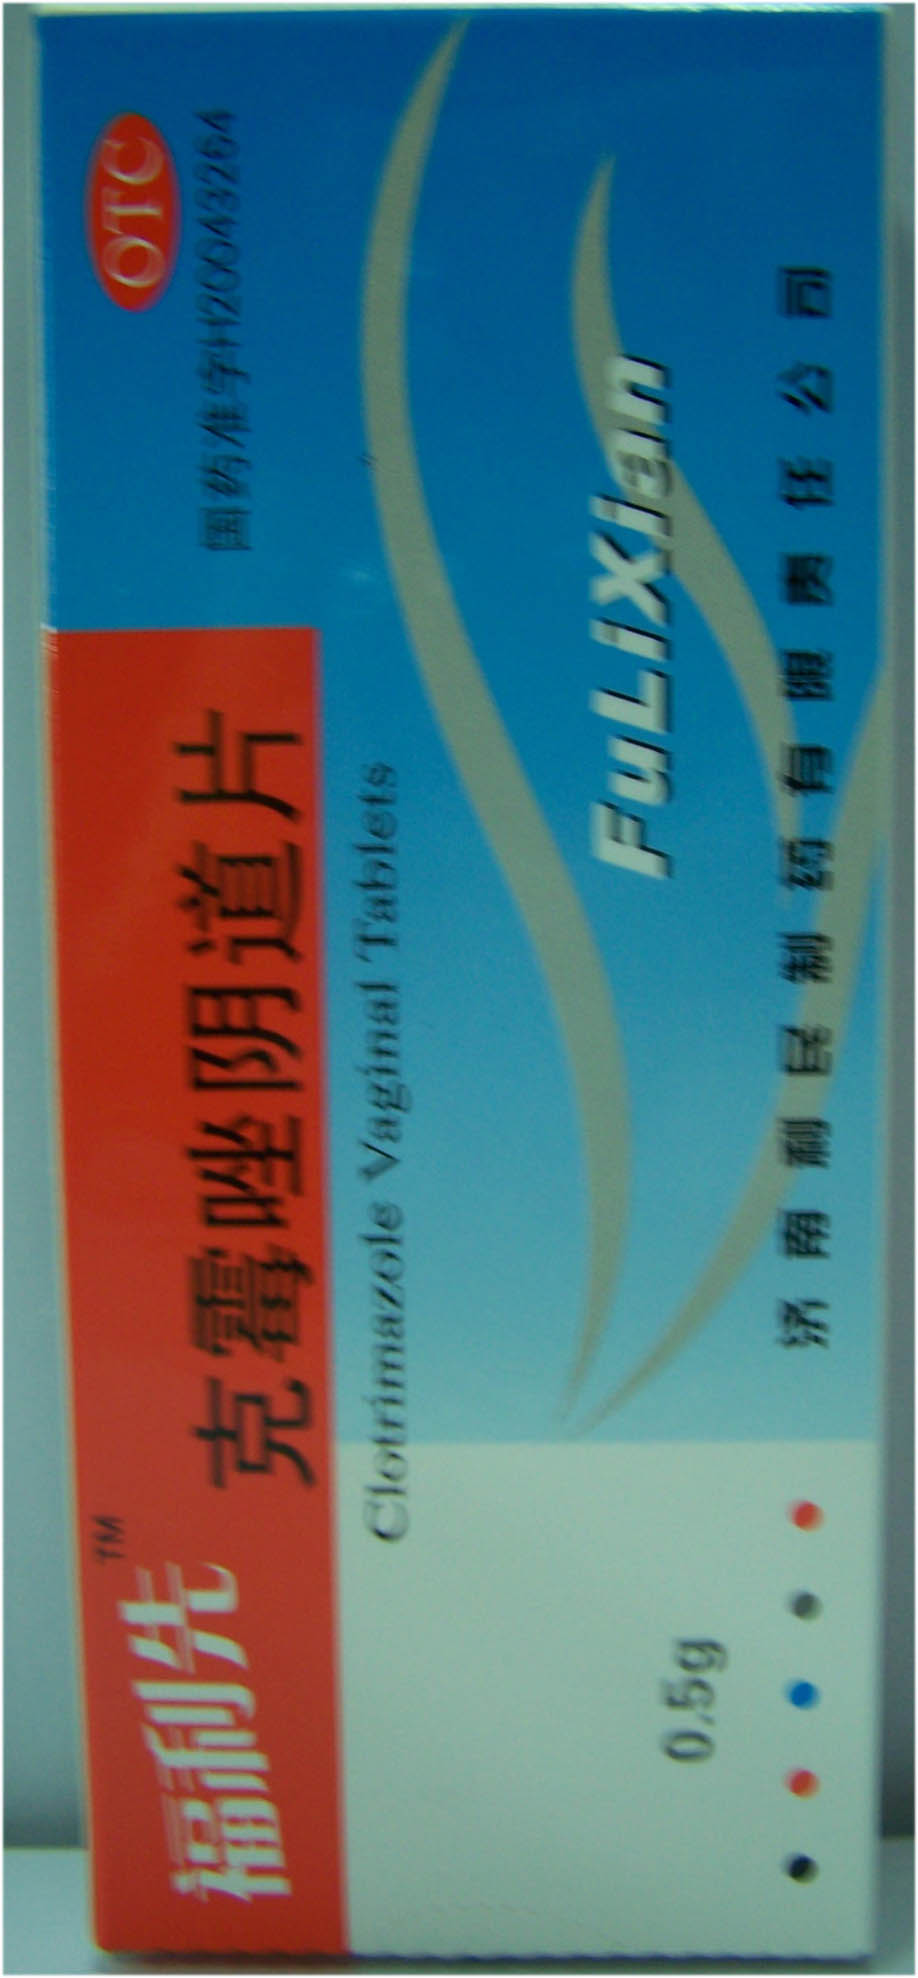 OTC
国药准字H20043264
福利先™
克霉唑阴道片
Clotrimazole Vaginal Tablets
FuLiXian
0.5g
济南利民制药有限责任公司